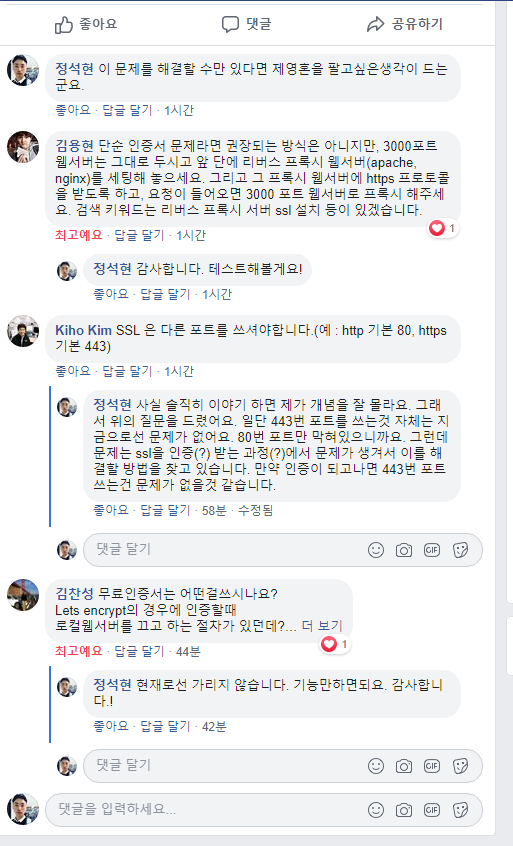 좋아요 댓글 공유하기
정석현 이 문제를 해결할 수만 있다면 제영혼을 팔고싶은생각이 드는
군요.
좋아요 · 답글 달기 · 1시간
김용현 단순 인증서 문제라면 권장되는 방식은 아니지만, 3000포트
웹서버는 그대로 두시고 앞 단에 리버스 프록시 웹서버(apache,
nginx)를 세팅해 놓으세요. 그리고 그 프록시 웹서버에 https 프로토콜
을 받도록 하고, 요청이 들어오면 3000 포트 웹서버로 프록시 해주세
요. 검색 키워드는 리버스 프록시 서버 ssl 설치 등이 있겠습니다.
1
최고예요 · 답글 달기 · 1시간
정석현 감사합니다. 테스트해볼게요!
좋아요 · 답글 달기 · 1시간
Kiho Kim SSL 은 다른 포트를 쓰셔야합니다.(예 : http 기본 80, https
기본 443)
좋아요 · 답글 달기 · 1시간
정석현 사실 솔직히 이야기 하면 제가 개념을 잘 몰라요. 그래
서 위의 질문을 드렸어요. 일단 443번 포트를 쓰는것 자체는 지
금으로선 문제가 없어요. 80번 포트만 막혀있으니까요. 그런데
문제는 ssl을 인증(?) 받는 과정(?)에서 문제가 생겨서 이를 해
결할 방법을 찾고 있습니다. 만약 인증이 되고나면 443번 포트
쓰는건 문제가 없을것 같습니다.
좋아요 · 답글 달기 · 58분 · 수정됨
댓글 달기
GIF
김찬성 무료인증서는 어떤걸쓰시나요?
Lets encrypt의 경우에 인증할때
로컬웹서버를 끄고 하는 절차가 있던데?... 더 보기
1
최고예요 · 답글 달기 · 44분
정석현 현재로선 가리지 않습니다. 기능만하면되요. 감사합니
다.!
좋아요 · 답글 달기 · 42분
댓글 달기
GIF
댓글을 입력하세요...
GIF